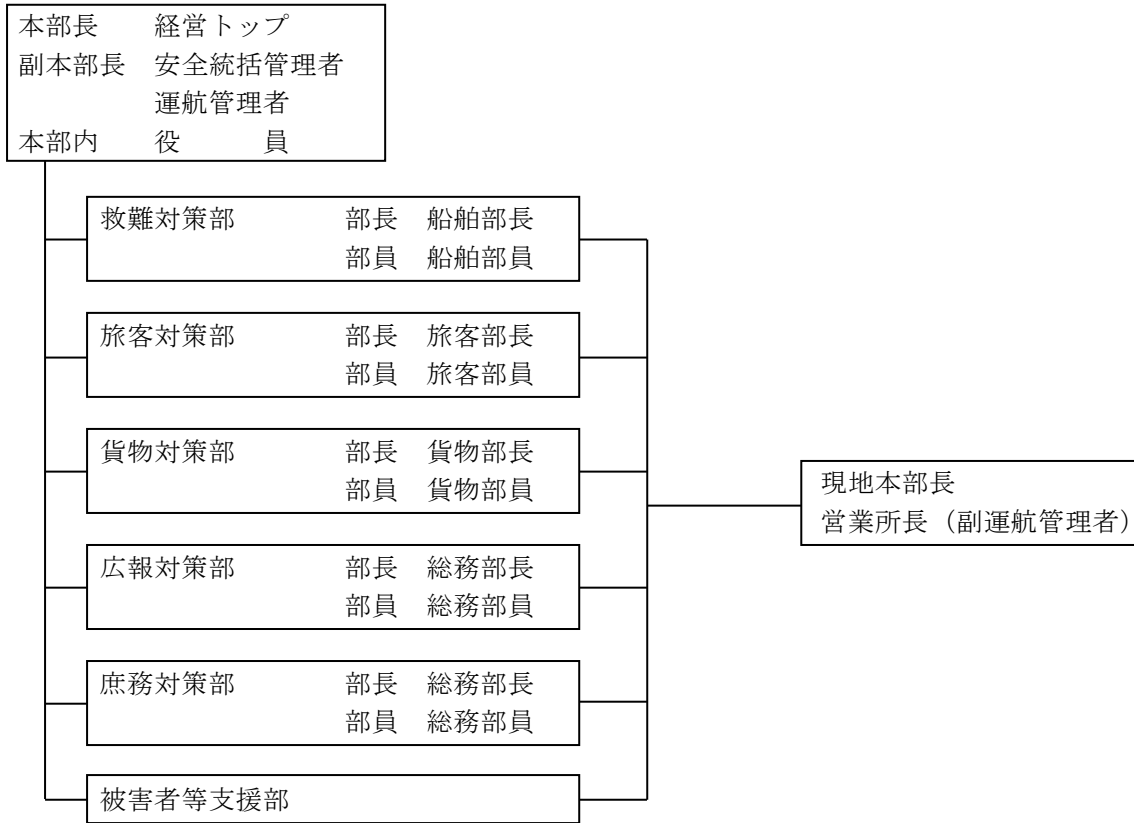 本部長　　経営トップ
副本部長　安全統括管理者
運航管理者
本部内　　役　　　員
救難対策部　　　　部長　船舶部長
部員　船舶部員
旅客対策部　　　　部長　旅客部長
部員　旅客部員
貨物対策部　　　　部長　貨物部長
部員　貨物部員
現地本部長
営業所長（副運航管理者）
広報対策部　　　　部長　総務部長
部員　総務部員
庶務対策部　　　　部長　総務部長
部員　総務部員
被害者等支援部